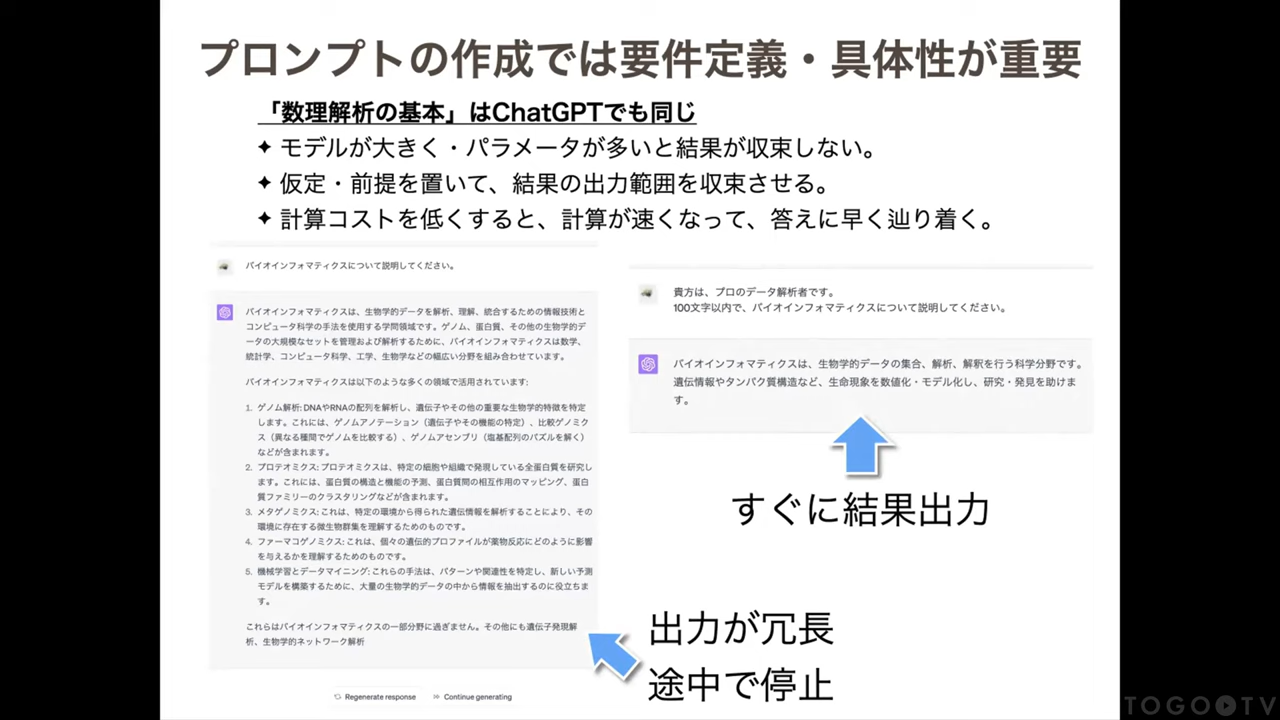 プロンプトの作成では要件定義・具体性が重要
「数理解析の基本」はChatGPTでも同じ
✦ モデルが大きく・パラメータが多いと結果が収束しない。
✦ 仮定・前提を置いて、結果の出力範囲を収束させる。
✦ 計算コストを低くすると、計算が速くなって、答えに早く辿り着く。
バイオインフォマティクスについて説明してください。
バイオインフォマティクスは、生物学的データを解析、理解、統合するための情報技術と
コンピュータ科学の手法を使用する学問領域です。ゲノム、蛋白質、その他の生物学的デ
ータの大規模なセットを管理および解析するために、バイオインフォマティクスは数学、
統計学、コンピュータ科学、工学、生物学などの幅広い分野を組み合わせています。
バイオインフォマティクスは以下のような多くの領域で活用されています:
1. ゲノム解析: DNAやRNAの配列を解析し、遺伝子やその他の重要な生物学的特徴を特定
します。これには、ゲノムアノテーション（遺伝子やその機能の特定）、比較ゲノミク
ス（異なる種間でゲノムを比較する）、ゲノムアセンブリ（塩基配列のパズルを解く）
などが含まれます。
2. プロテオミクス: プロテオミクスは、特定の細胞や組織で発現している全蛋白質を研究し
ます。これには、蛋白質の構造と機能の予測、蛋白質間の相互作用のマッピング、蛋白
質ファミリーのクラスタリングなどが含まれます。
3. メタゲノミクス: これは、特定の環境から得られた遺伝情報を解析することにより、その
環境に存在する微生物群集を理解するためのものです。
4. ファーマコゲノミクス: これは、個々の遺伝的プロファイルが薬物反応にどのように影響
を与えるかを理解するためのものです。
5. 機械学習とデータマイニング: これらの手法は、パターンや関連性を特定し、新しい予測
モデルを構築するために、大量の生物学的データの中から情報を抽出するのに役立ちま
す。
これらはバイオインフォマティクスの一部分野に過ぎません。その他にも遺伝子発現解
析、生物学的ネットワーク解析
Regenerate response
Continue generating
貴方は、プロのデータ解析者です。
100文字以内で、バイオインフォマティクスについて説明してください。
バイオインフォマティクスは、生物学的データの集合、解析、解釈を行う科学分野です。
遺伝情報やタンパク質構造など、生命現象を数値化・モデル化し、研究・発見を助けま
す。
すぐに結果出力
出力が冗長
途中で停止
TOGO TV